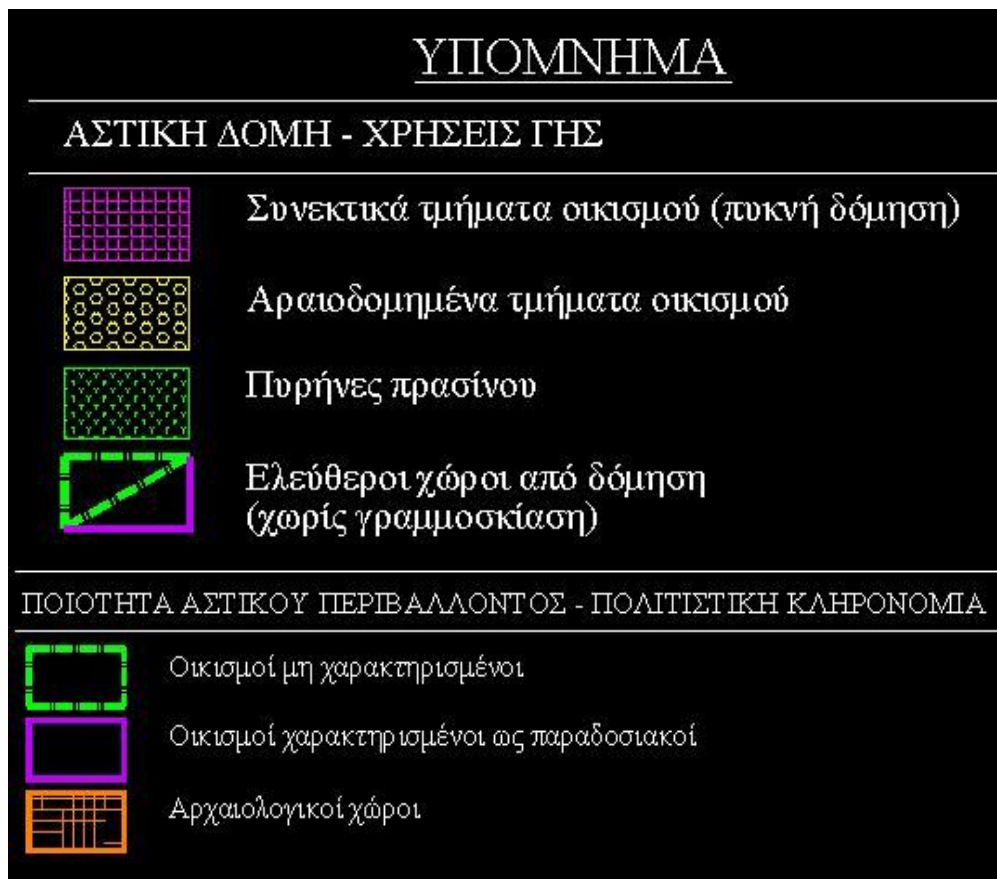 ΥΠΟΜΝΗΜΑ
ΑΣΤΙΚΗ ΔΟΜΗ - ΧΡΗΣΕΙΣ ΓΗΣ
Συνεκτικά τμήματα οικισμού (πυκνή δόμηση)
Αραιοδομημένα τμήματα οικισμού
Πυρήνες πρασίνου
Ελεύθεροι χώροι από δόμηση
(χωρίς γραμμοσκίαση)
ΠΟΙΟΤΗΤΑ ΑΣΤΙΚΟΥ ΠΕΡΙΒΑΛΛΟΝΤΟΣ - ΠΟΛΙΤΙΣΤΙΚΗ ΚΛΗΡΟΝΟΜΙΑ
Οικισμοί μη χαρακτηρισμένοι
Οικισμοί χαρακτηρισμένοι ως παραδοσιακοί
Αρχαιολογικοί χώροι